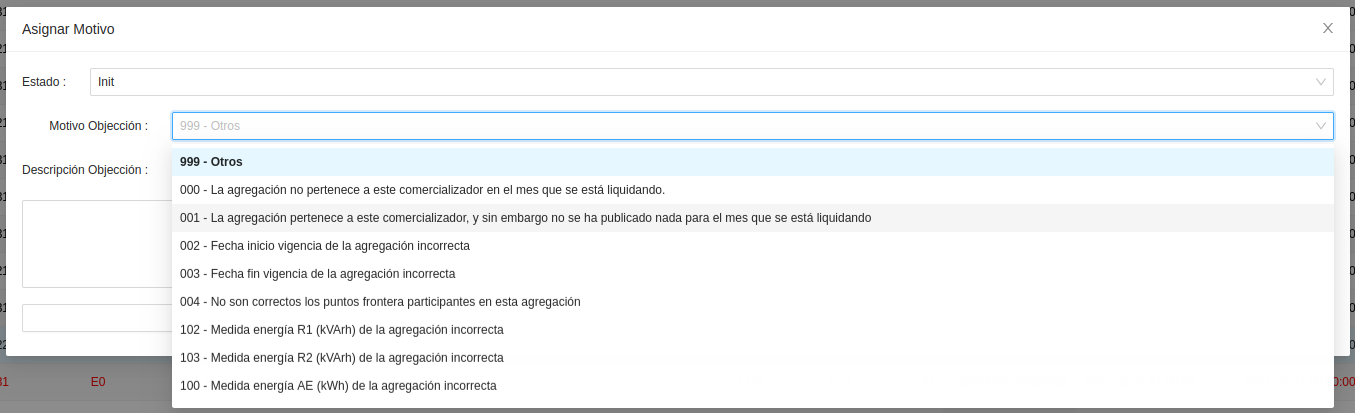 Asignar Motivo
Estado :
Init
Motivo Objección :
999 - Otros
Descripción Objección :
999 - Otros
000 - La agregación no pertenece a este comercializador en el mes que se está liquidando.
001 - La agregación pertenece a este comercializador, y sin embargo no se ha publicado nada para el mes que se está liquidando
002 - Fecha inicio vigencia de la agregación incorrecta
003 - Fecha fin vigencia de la agregación incorrecta
004 - No son correctos los puntos frontera participantes en esta agregación
102 - Medida energía R1 (kVArh) de la agregación incorrecta
103 - Medida energía R2 (kVArh) de la agregación incorrecta
100 - Medida energía AE (kWh) de la agregación incorrecta
31 E0 0:00